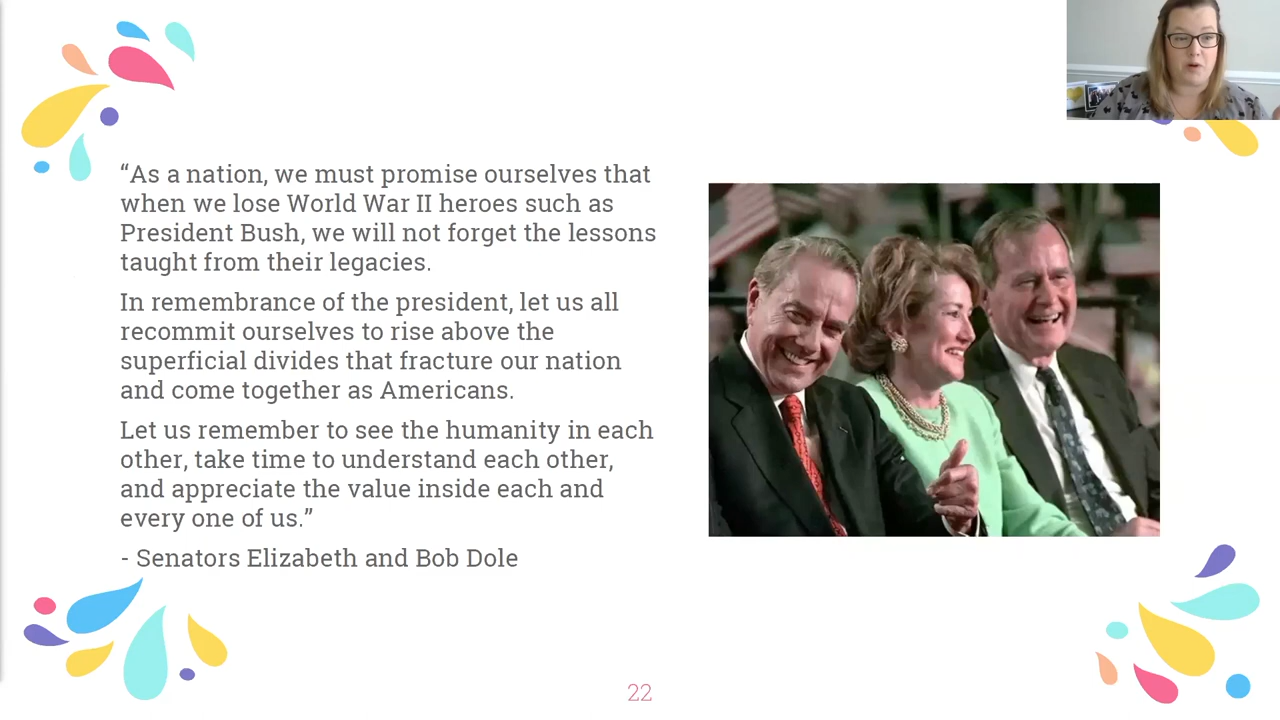 “As a nation, we must promise ourselves that
when we lose World War II heroes such as
President Bush, we will not forget the lessons
taught from their legacies.
In remembrance of the president, let us all
recommit ourselves to rise above the
superficial divides that fracture our nation
and come together as Americans.
Let us remember to see the humanity in each
other, take time to understand each other,
and appreciate the value inside each and
every one of us.”
- Senators Elizabeth and Bob Dole
22